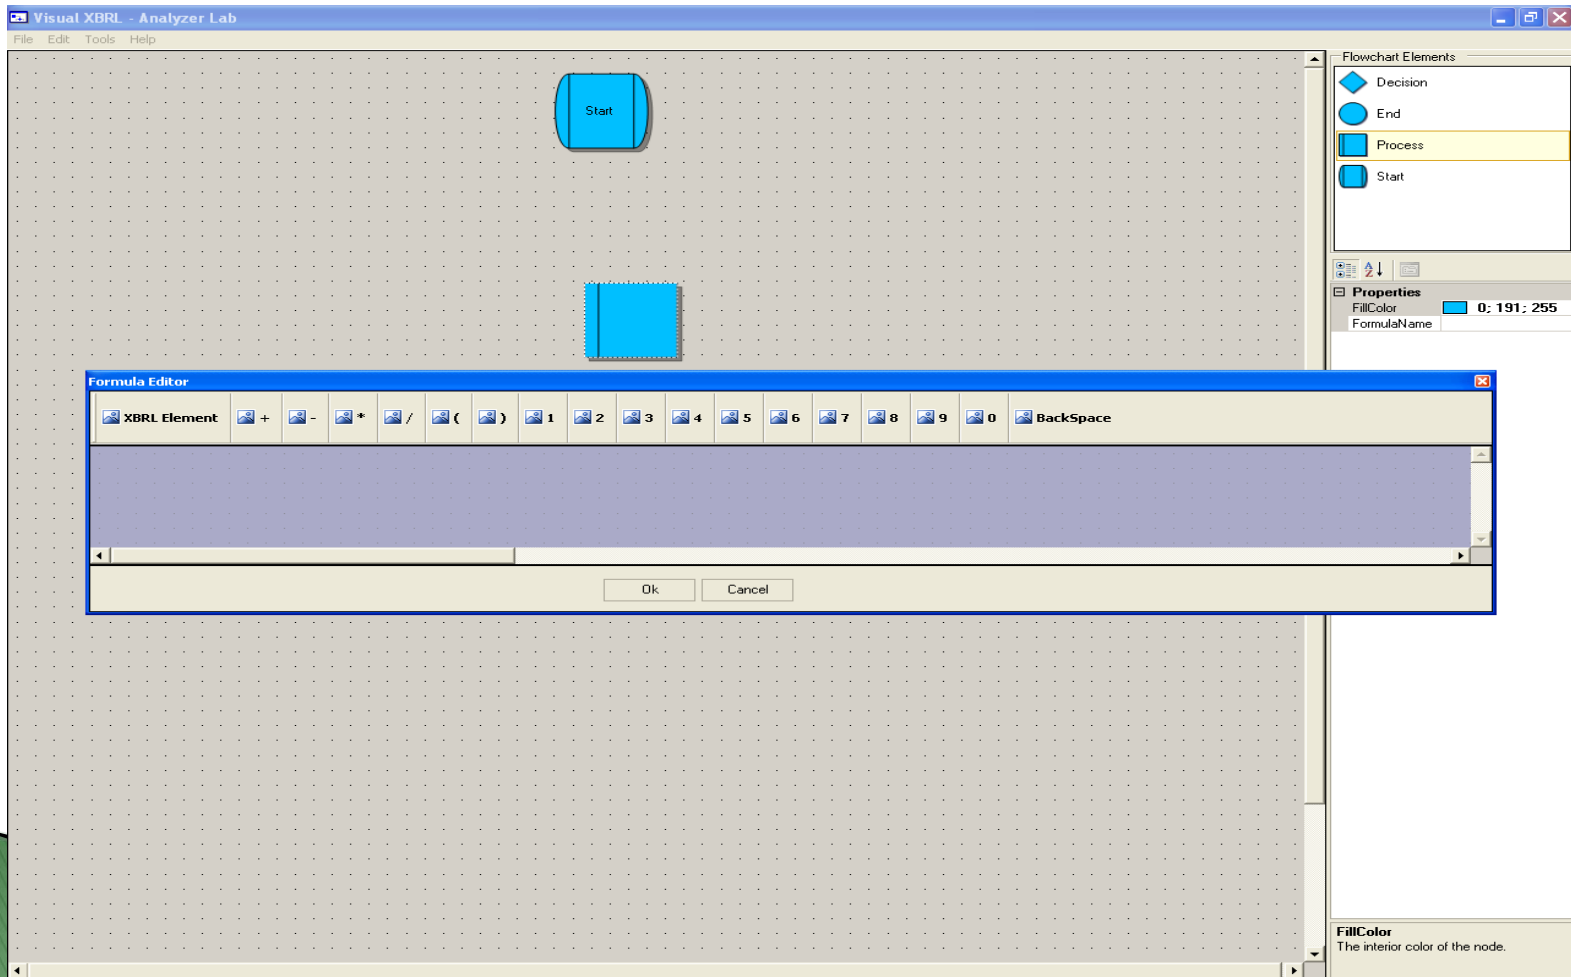 Visual XBRL - Analyzer Lab
File Edit Tools Help
Start
Flowchart Elements
Decision
End
Process
Start
Properties
FillColor 0; 191; 255
FormulaName
Formula Editor
XBRL Element + - * / ( ) 1 2 3 4 5 6 7 8 9 0 BackSpace
Ok Cancel
FillColor
The interior color of the node.